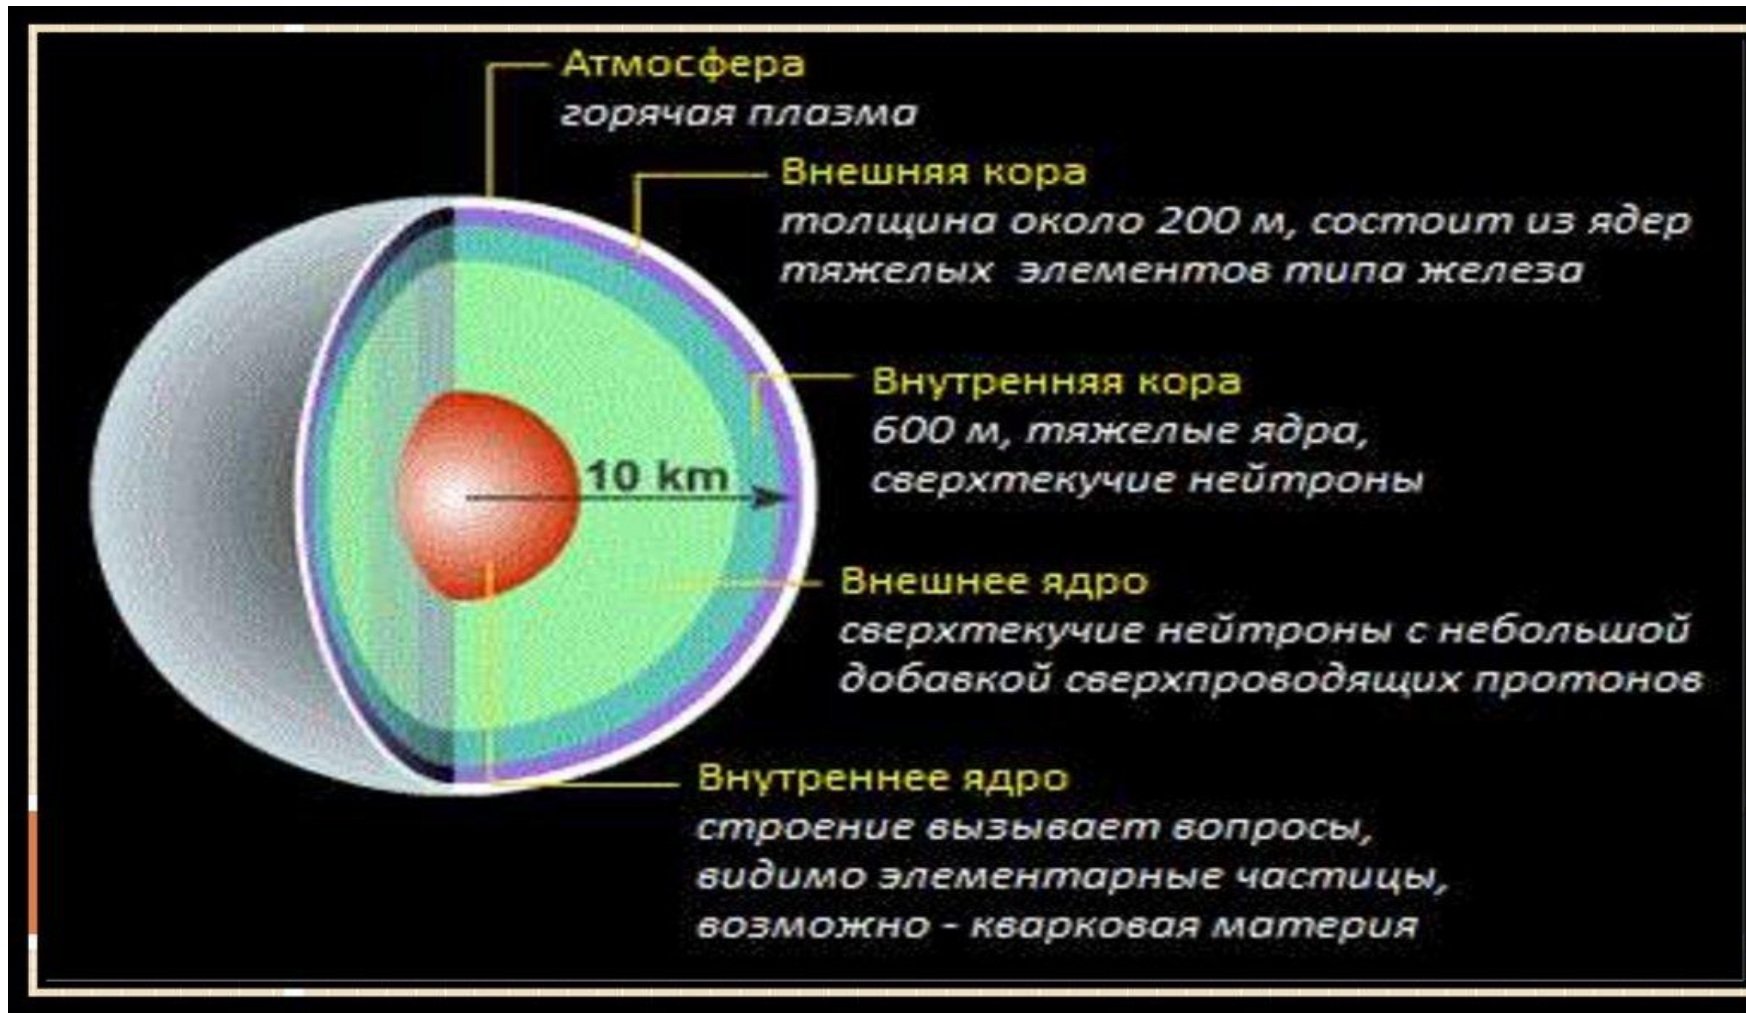 Атмосфера
горячая плазма
Внешняя кора
толщина около 200 м, состоит из ядер
тяжелых элементов типа железа
Внутренняя кора
600 м, тяжелые ядра,
сверхтекучие нейтроны
10 km
Внешнее ядро
сверхтекучие нейтроны с небольшой
добавкой сверхпроводящих протонов
Внутреннее ядро
строение вызывает вопросы,
видимо элементарные частицы,
возможно - кварковая материя